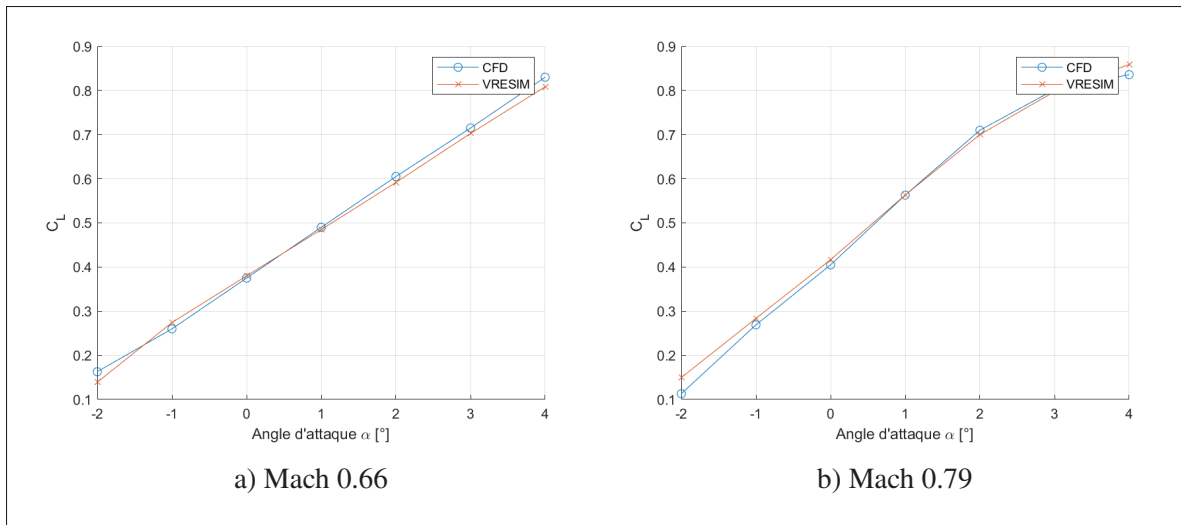 0.9
0.8
0.7
0.6
0.5
0.4
0.3
0.2
0.1
C_L
CFD
VRESIM
-2 -1 0 1 2 3 4
Angle d'attaque α [°]
a) Mach 0.66
0.9
0.8
0.7
0.6
0.5
0.4
0.3
0.2
0.1
C_L
CFD
VRESIM
-2 -1 0 1 2 3 4
Angle d'attaque α [°]
b) Mach 0.79